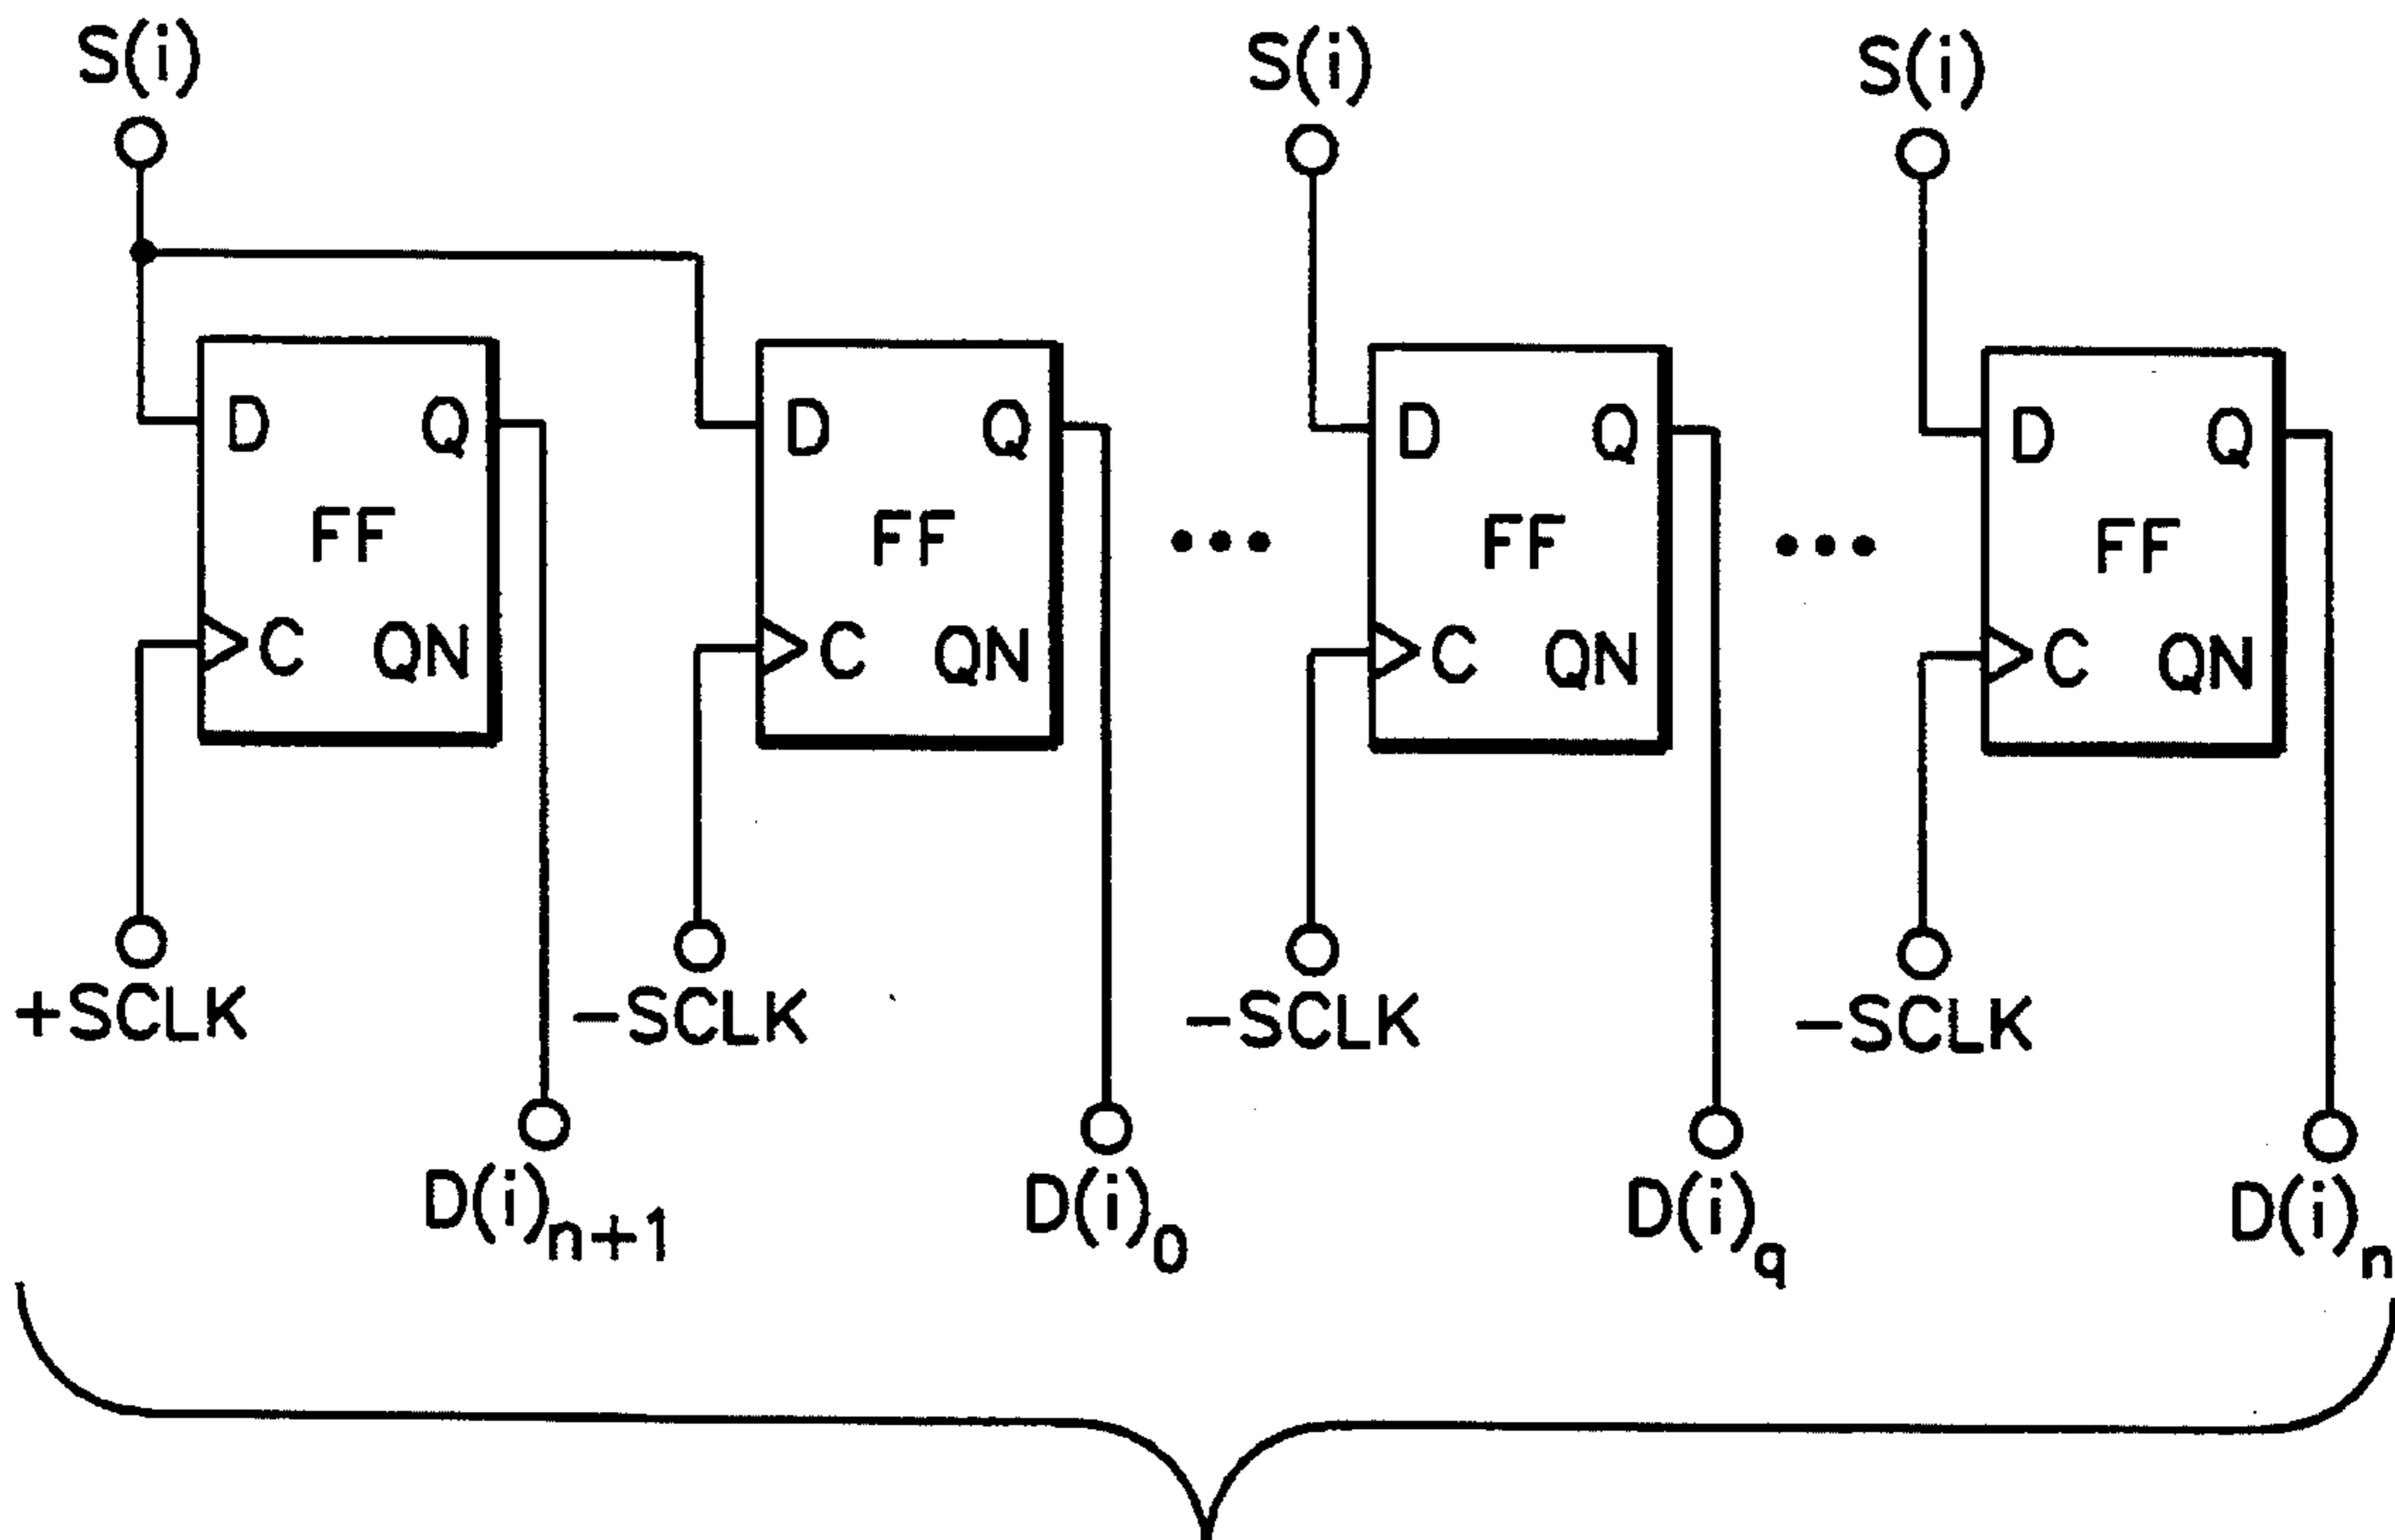 S(i) S(i) S(i)
D Q D Q D Q D Q
FF FF FF FF
C QN C QN C QN C QN
+SCLK -SCLK -SCLK -SCLK
D(i)n+1 D(i)0 D(i)q D(i)n